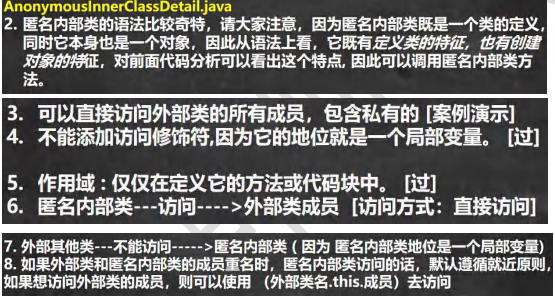 AnonymousInnerClassDetail.java
2. 匿名内部类的语法比较奇特，请大家注意，因为匿名内部类既是一个类的定义，
同时它本身也是一个对象，因此从语法上看，它既有定义类的特征，也有创建
对象的特征，对前面代码分析可以看出这个特点, 因此可以调用匿名内部类方
法。
3. 可以直接访问外部类的所有成员，包含私有的 [案例演示]
4. 不能添加访问修饰符,因为它的地位就是一个局部变量。 [过]
5. 作用域 : 仅仅在定义它的方法或代码块中。 [过]
6. 匿名内部类---访问---->外部类成员 [访问方式：直接访问]
7. 外部其他类---不能访问----->匿名内部类 ( 因为 匿名内部类地位是一个局部变量)
8. 如果外部类和匿名内部类的成员重名时，匿名内部类访问的话，默认遵循就近原则,
如果想访问外部类的成员，则可以使用 （外部类名.this.成员）去访问